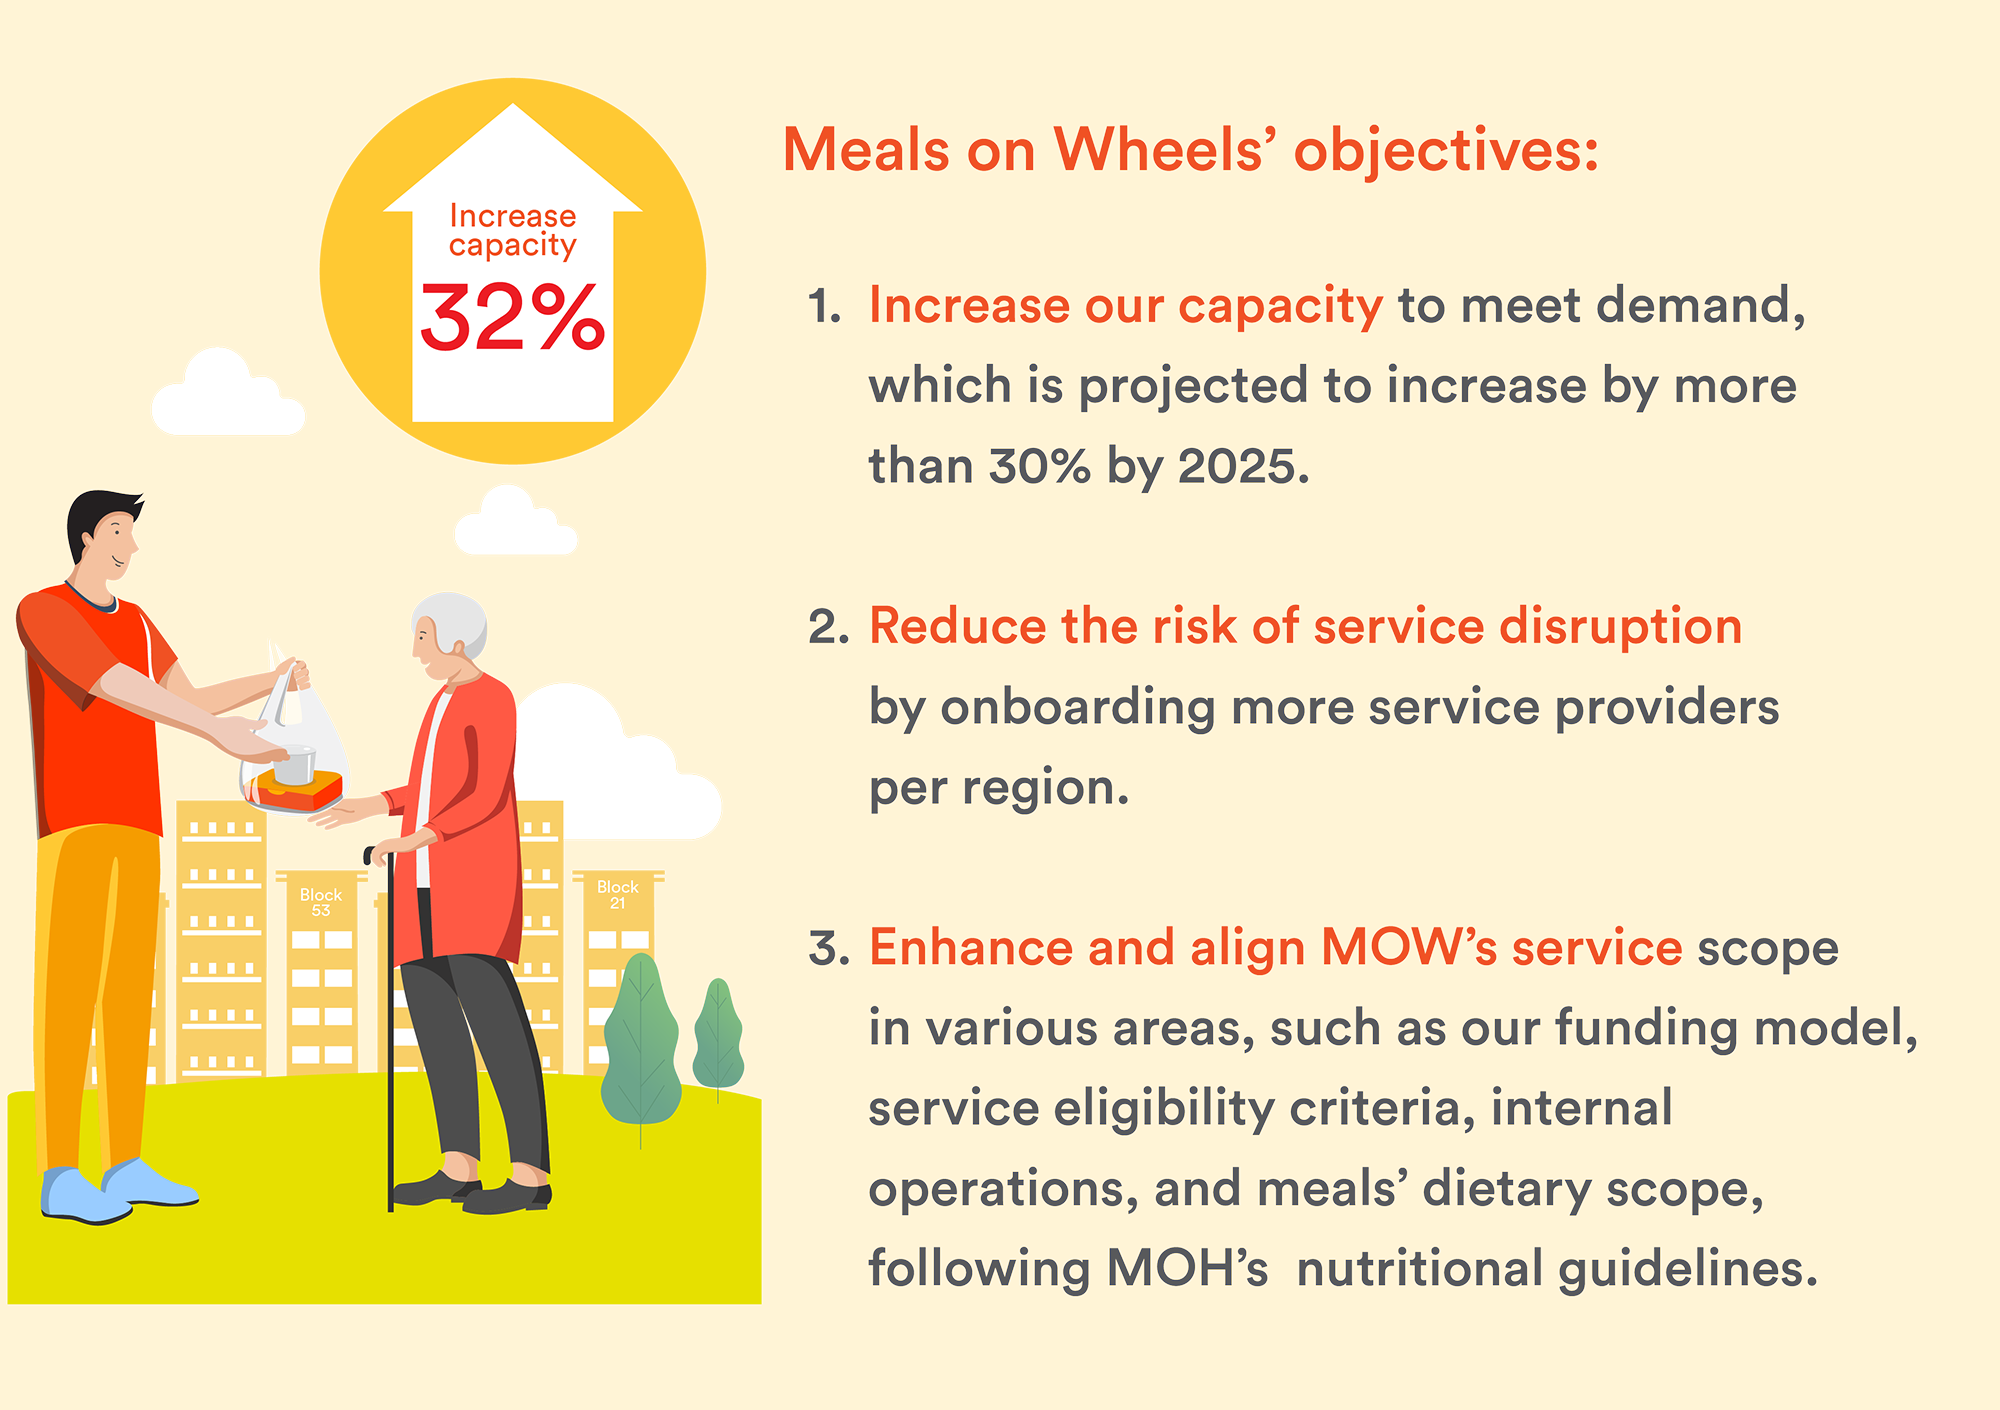 Increase
capacity
32%
Meals on Wheels’ objectives:
1. Increase our capacity to meet demand,
which is projected to increase by more
than 30% by 2025.
2. Reduce the risk of service disruption
by onboarding more service providers
per region.
3. Enhance and align MOW’s service scope
in various areas, such as our funding model,
service eligibility criteria, internal
operations, and meals’ dietary scope,
following MOH’s  nutritional guidelines.
Block
53
Block
21